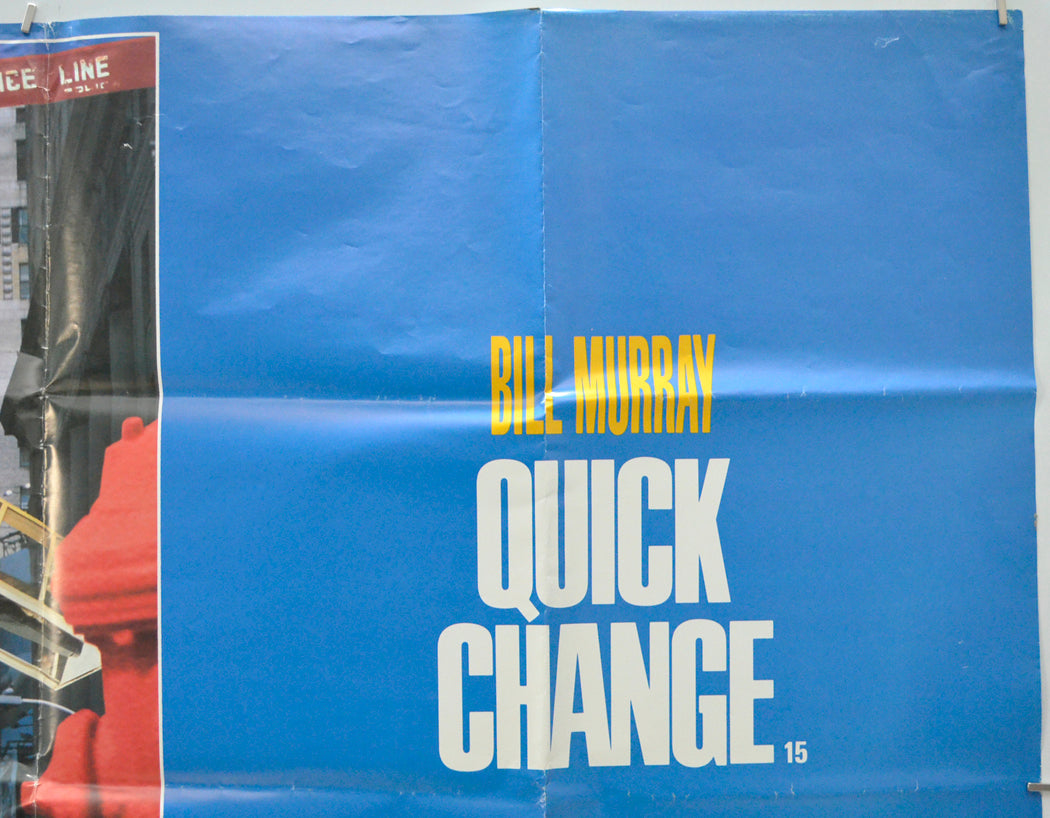 ICE LINE
BILL MURRAY
QUICK
CHANGE 15